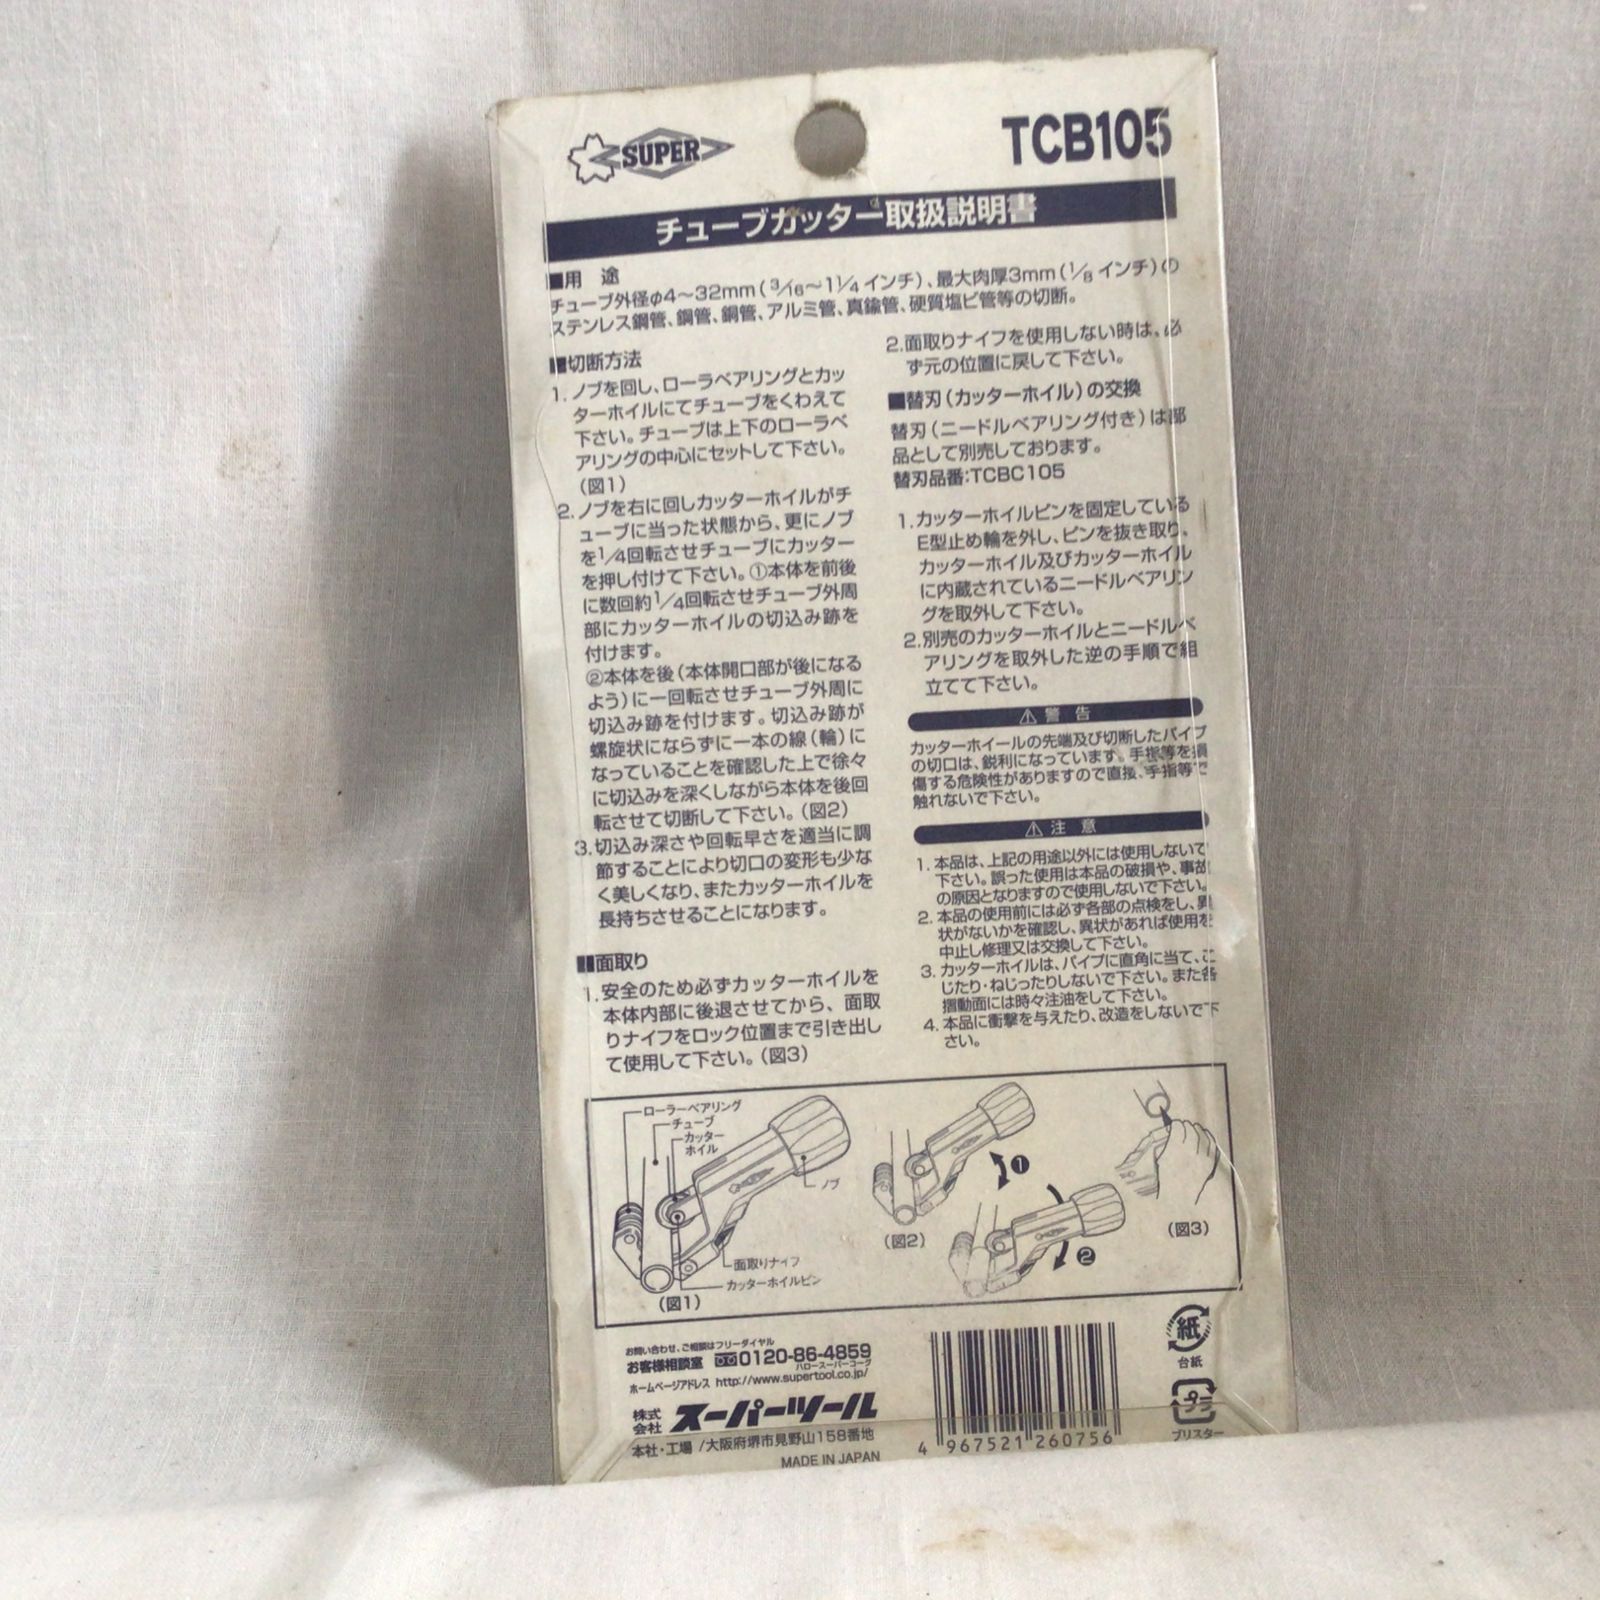 SUPER
TCB105
チューブカッター取扱説明書
■用 途
チューブ外径φ4～32mm(3/16～1 1/4インチ)、最大肉厚3mm(1/8インチ)の
ステンレス鋼管、鋼管、銅管、アルミ管、真鍮管、硬質塩ビ管等の切断。
■切断方法
1.ノブを回し、ローラベアリングとカッ
ターホイルにてチューブをくわえて
下さい。チューブは上下のローラベ
アリングの中心にセットして下さい。
(図1)
2.ノブを右に回しカッターホイルがチ
ューブに当った状態から、更にノブ
を1/4回転させチューブにカッター
を押し付けて下さい。①本体を前後
に数回約1/4回転させチューブ外周
部にカッターホイルの切込み跡を
付けます。
②本体を後(本体開口部が後になる
よう)に一回転させチューブ外周に
切込み跡を付けます。切込み跡が
螺旋状にならずに一本の線(輪)に
なっていることを確認した上で徐々
に切込みを深くしながら本体を後回
転させて切断して下さい。(図2)
3.切込み深さや回転早さを適当に調
節することにより切口の変形も少な
く美しくなり、またカッターホイルを
長持ちさせることになります。
■面取り
1.安全のため必ずカッターホイルを
本体内部に後退させてから、面取
りナイフをロック位置まで引き出し
て使用して下さい。(図3)
2.面取りナイフを使用しない時は、必
ず元の位置に戻して下さい。
■替刃(カッターホイル)の交換
替刃(ニードルベアリング付き)は部
品として別売しております。
替刃品番:TCBC105
1.カッターホイルピンを固定している
E型止め輪を外し、ピンを抜き取り、
カッターホイル及びカッターホイル
に内蔵されているニードルベアリン
グを取外して下さい。
2.別売のカッターホイルとニードルベ
アリングを取外した逆の手順で組
立てて下さい。
⚠警 告
カッターホイールの先端及び切断したパイプ
の切口は、鋭利になっています。手指等を損
傷する危険性がありますので直接、手指等で
触れないで下さい。
⚠注 意
1.本品は、上記の用途以外には使用しないで
下さい。誤った使用は本品の破損や、事故
の原因となりますので使用しないで下さい。
2.本品の使用前には必ず各部の点検をし、異
状がないかを確認し、異状があれば使用を
中止し修理又は交換して下さい。
3.カッターホイルは、パイプに直角に当て、こ
じたり・ねじったりしないで下さい。また各
摺動面には時々注油をして下さい。
4.本品に衝撃を与えたり、改造をしないで下
さい。
ローラーベアリング
チューブ
カッター
ホイル
ノブ
面取りナイフ
カッターホイルピン
(図1)
❶
(図2)
❷
(図3)
お問い合わせ、ご相談はフリーダイヤル
お客様相談室 0120-86-4859
ハロースーパーコーク
ホームページアドレス http://www.supertool.co.jp/
株式会社 スーパーツール
本社・工場/大阪府堺市見野山158番地
MADE IN JAPAN
4 967521 260756
紙
台紙
プラ
ブリスター